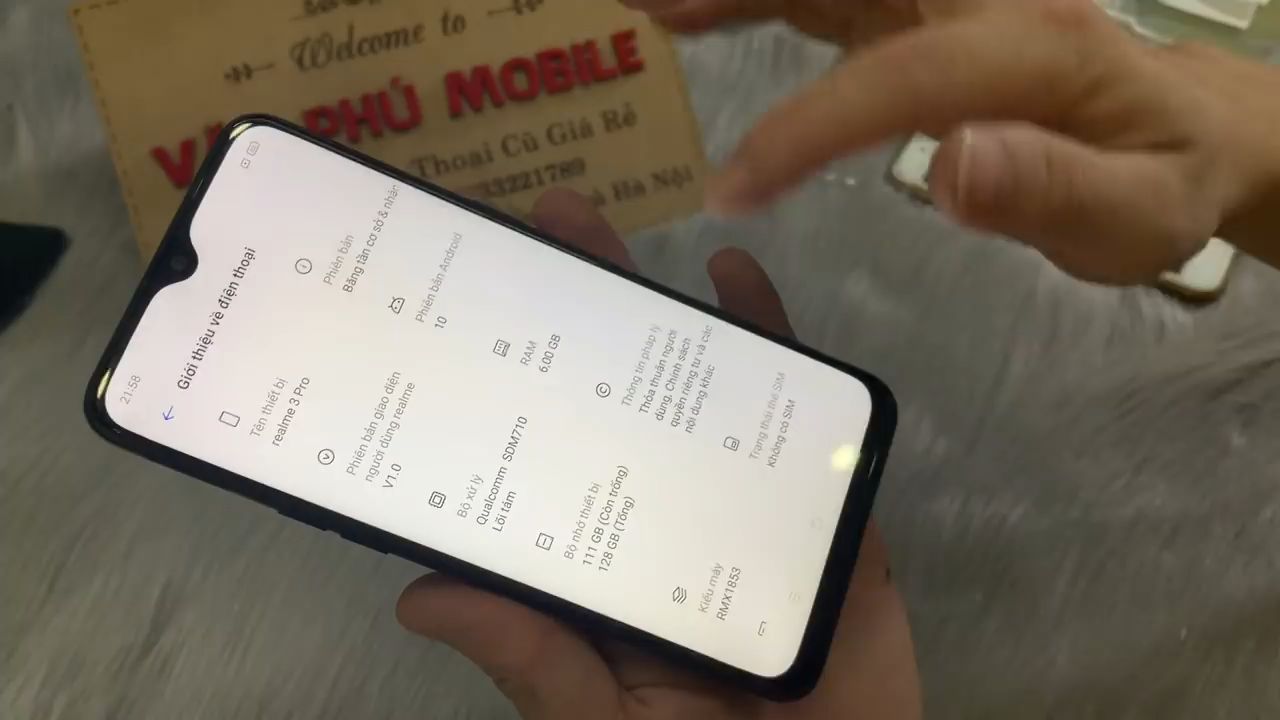 Welcome to
PHÚ MOBILE
Thoại Cũ Giá Rẻ
33221789
Hà Nội
21:58
Giới thiệu về điện thoại
Tên thiết bị
realme 3 Pro
Phiên bản
Băng tần cơ sở & nhân
Phiên bản giao diện
người dùng realme
V1.0
Phiên bản Android
10
Bộ xử lý
Qualcomm SDM710
Lõi tám
RAM
6,00 GB
Bộ nhớ thiết bị
111 GB (Còn trống)
128 GB (Tổng)
Thông tin pháp lý
Thỏa thuận người
dùng, Chính sách
quyền riêng tư và các
nội dung khác
Kiểu máy
RMX1853
Trạng thái thẻ SIM
Không có SIM